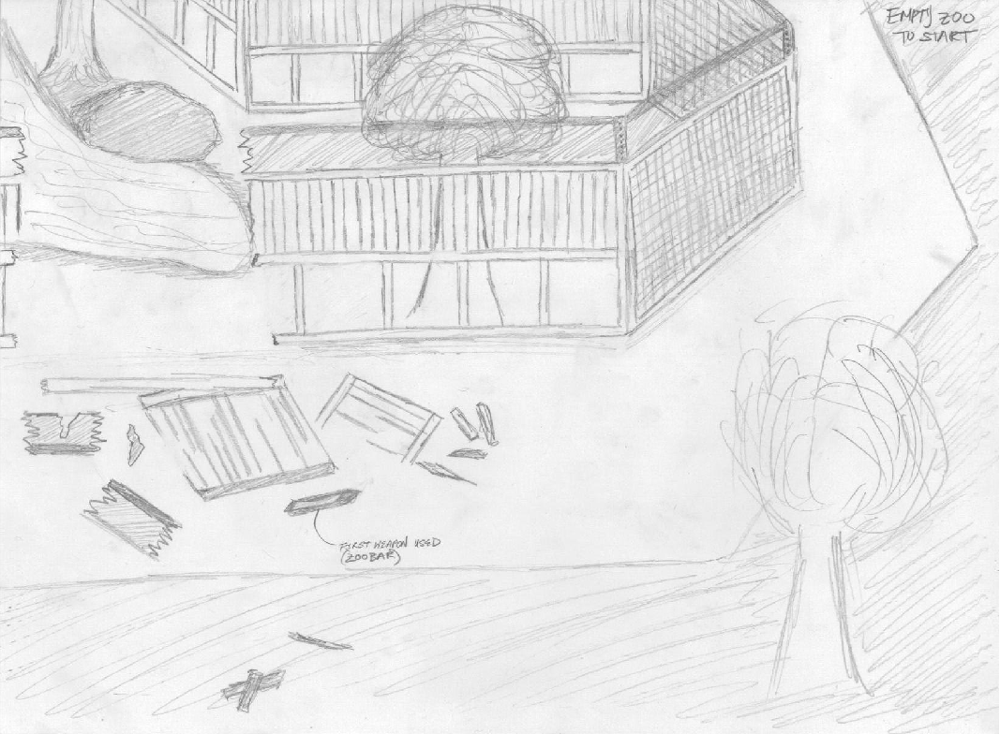 EMPTY ZOO
TO START
FIRST WEAPON USED
(ZOOBAR)